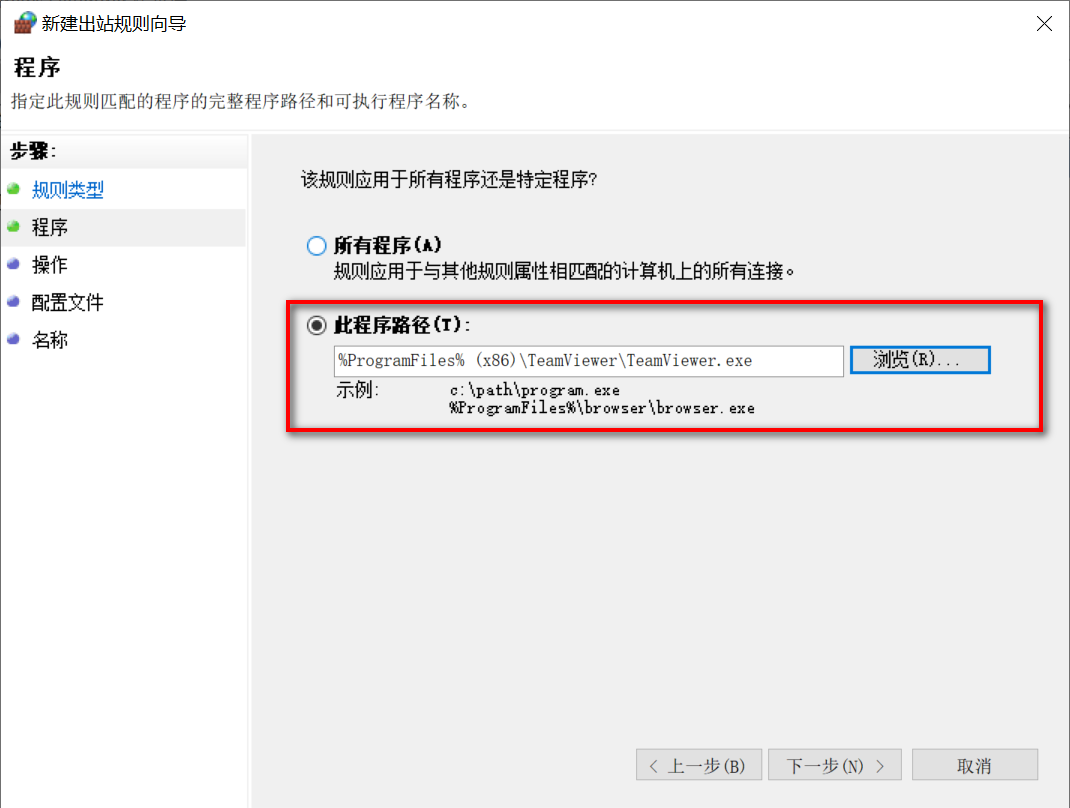 新建出站规则向导
程序
指定此规则匹配的程序的完整程序路径和可执行程序名称。
步骤:
规则类型
程序
操作
配置文件
名称
该规则应用于所有程序还是特定程序?
所有程序(A)
规则应用于与其他规则属性相匹配的计算机上的所有连接。
此程序路径(T):
%ProgramFiles% (x86)\TeamViewer\TeamViewer.exe
浏览(R)...
示例: c:\path\program.exe
%ProgramFiles%\browser\browser.exe
< 上一步(B) 下一步(N) > 取消